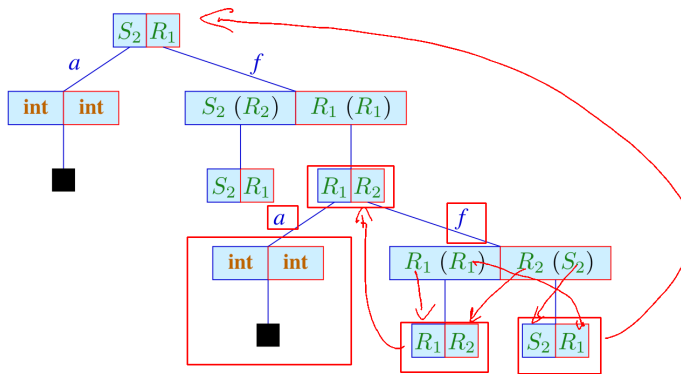 S₂ R₁
a f
int int S₂ (R₂) R₁ (R₁)
S₂ R₁ R₁ R₂
a f
int int R₁ (R₁) R₂ (S₂)
R₁ R₂ S₂ R₁